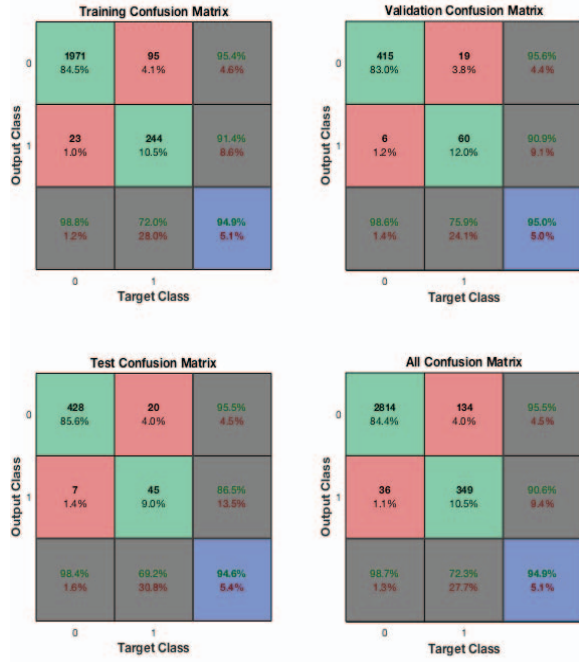 Training Confusion Matrix
1971 95 95.4%
0
84.5% 4.1% 4.6%
23 244 91.4%
1
1.0% 10.5% 8.6%
98.8% 72.0% 94.9%
1.2% 28.0% 5.1%
0 1
Target Class
Output Class
Validation Confusion Matrix
415 19 95.6%
0
83.0% 3.8% 4.4%
6 60 90.9%
1
1.2% 12.0% 9.1%
98.6% 75.9% 95.0%
1.4% 24.1% 5.0%
0 1
Target Class
Output Class
Test Confusion Matrix
428 20 95.5%
0
85.6% 4.0% 4.5%
7 45 86.5%
1
1.4% 9.0% 13.5%
98.4% 69.2% 94.6%
1.6% 30.8% 5.4%
0 1
Target Class
Output Class
All Confusion Matrix
2814 134 95.5%
0
84.4% 4.0% 4.5%
36 349 90.6%
1
1.1% 10.5% 9.4%
98.7% 72.3% 94.9%
1.3% 27.7% 5.1%
0 1
Target Class
Output Class